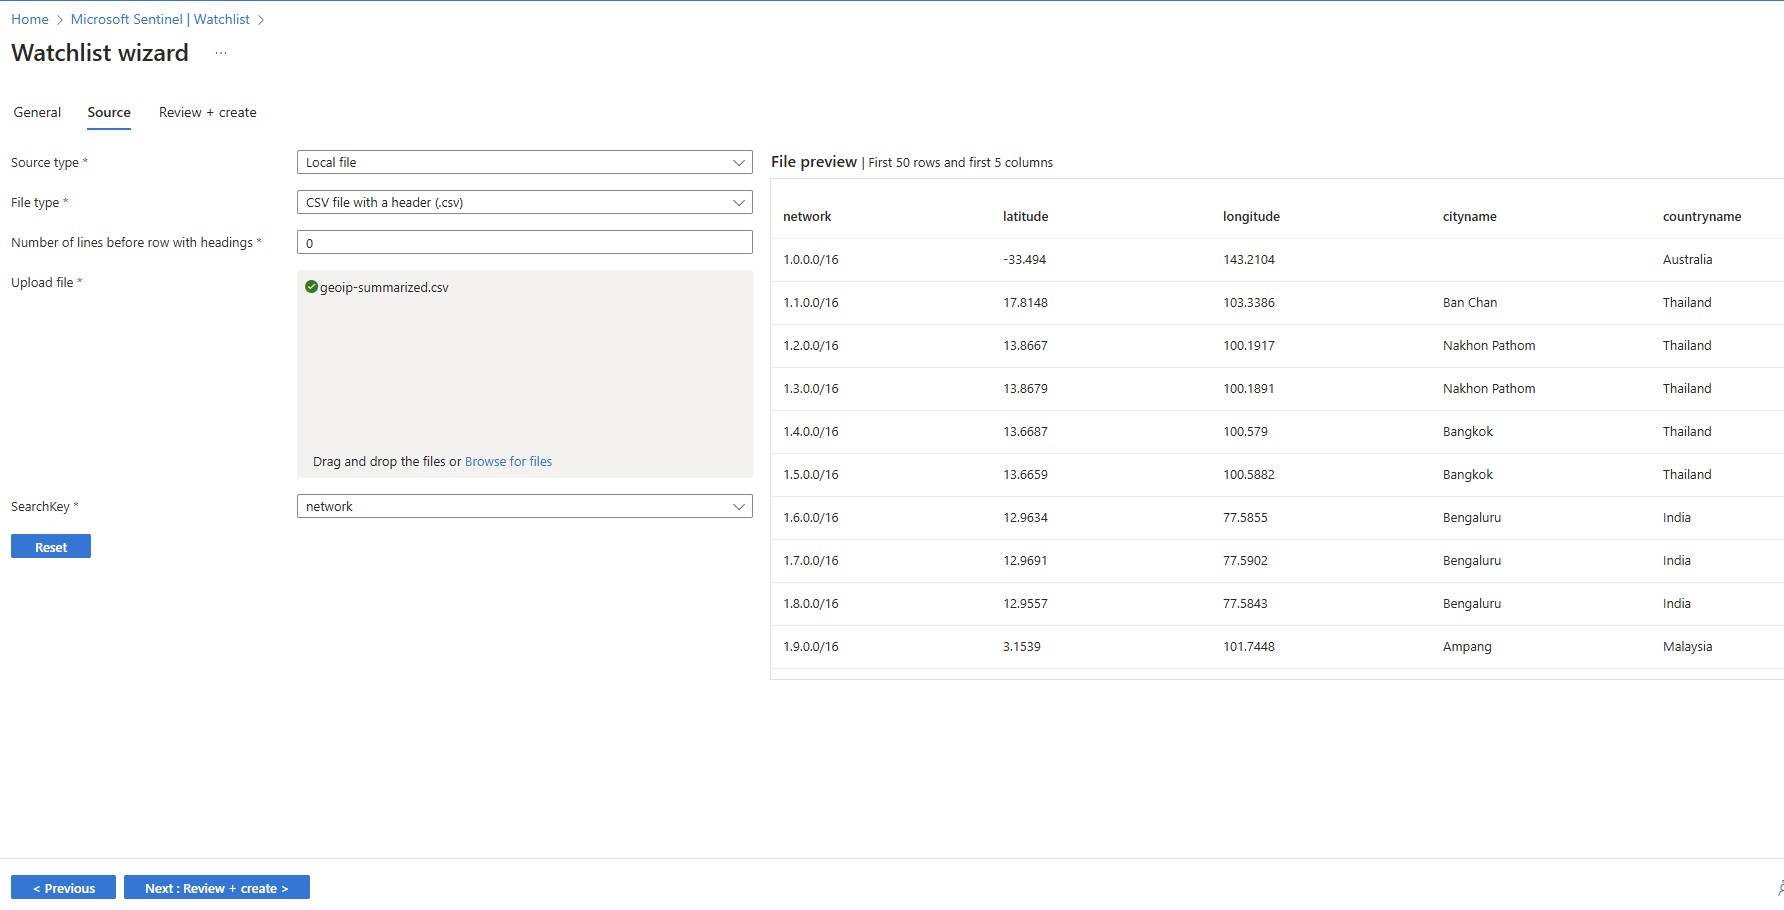 Home > Microsoft Sentinel | Watchlist >
Watchlist wizard ...
General Source Review + create
Source type * Local file
File type * CSV file with a header (.csv)
Number of lines before row with headings * 0
Upload file * geoip-summarized.csv
Drag and drop the files or Browse for files
SearchKey * network
Reset
File preview | First 50 rows and first 5 columns
network latitude longitude cityname countryname
1.0.0.0/16 -33.494 143.2104 Australia
1.1.0.0/16 17.8148 103.3386 Ban Chan Thailand
1.2.0.0/16 13.8667 100.1917 Nakhon Pathom Thailand
1.3.0.0/16 13.8679 100.1891 Nakhon Pathom Thailand
1.4.0.0/16 13.6687 100.579 Bangkok Thailand
1.5.0.0/16 13.6659 100.5882 Bangkok Thailand
1.6.0.0/16 12.9634 77.5855 Bengaluru India
1.7.0.0/16 12.9691 77.5902 Bengaluru India
1.8.0.0/16 12.9557 77.5843 Bengaluru India
1.9.0.0/16 3.1539 101.7448 Ampang Malaysia
< Previous Next : Review + create >